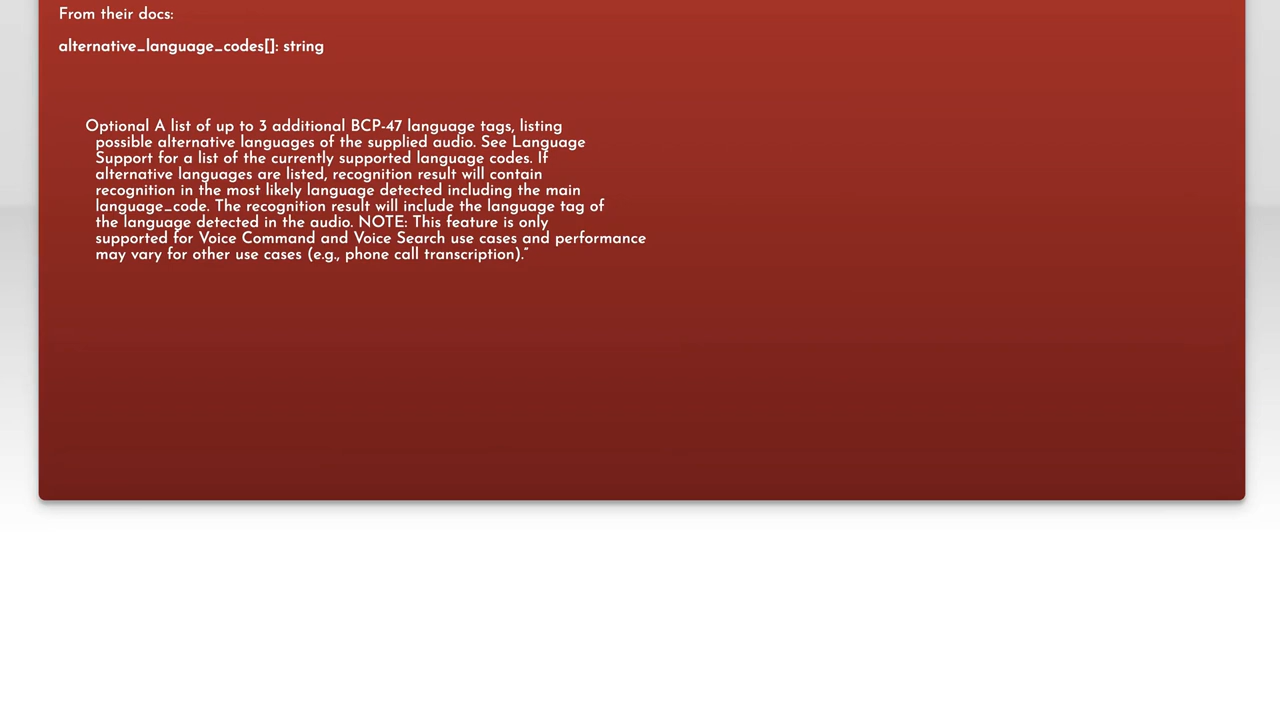 From their docs:
alternative_language_codes[]: string
Optional A list of up to 3 additional BCP-47 language tags, listing
possible alternative languages of the supplied audio. See Language
Support for a list of the currently supported language codes. If
alternative languages are listed, recognition result will contain
recognition in the most likely language detected including the main
language_code. The recognition result will include the language tag of
the language detected in the audio. NOTE: This feature is only
supported for Voice Command and Voice Search use cases and performance
may vary for other use cases (e.g., phone call transcription).“